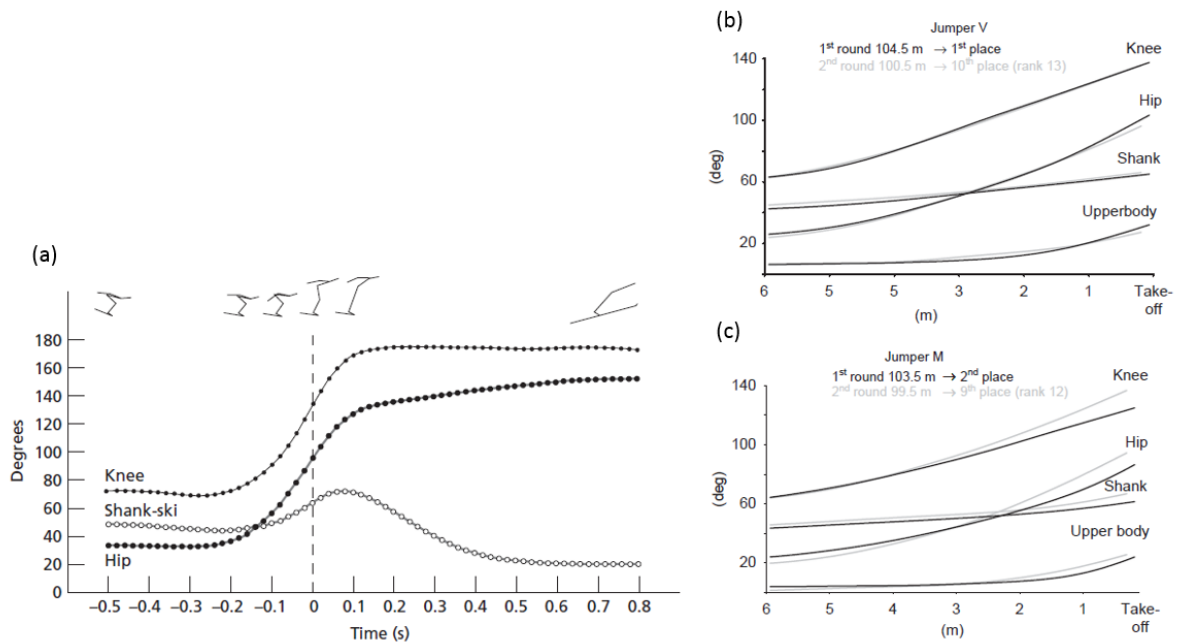 (a)
Degrees
180
160
140
120
100
80
60
40
20
0
Knee
Shank-ski
Hip
–0.5 –0.4 –0.3 –0.2 –0.1 0 0.1 0.2 0.3 0.4 0.5 0.6 0.7 0.8
Time (s)
(b)
Jumper V
1st round 104.5 m → 1st place
2nd round 100.5 m → 10th place (rank 13)
(deg)
140
100
60
20
Knee
Hip
Shank
Upperbody
6 5 5 3 2 1 Take-
off
(m)
(c)
Jumper M
1st round 103.5 m → 2nd place
2nd round 99.5 m → 9th place (rank 12)
(deg)
140
100
60
20
Knee
Hip
Shank
Upper body
6 5 4 3 2 1 Take-
off
(m)